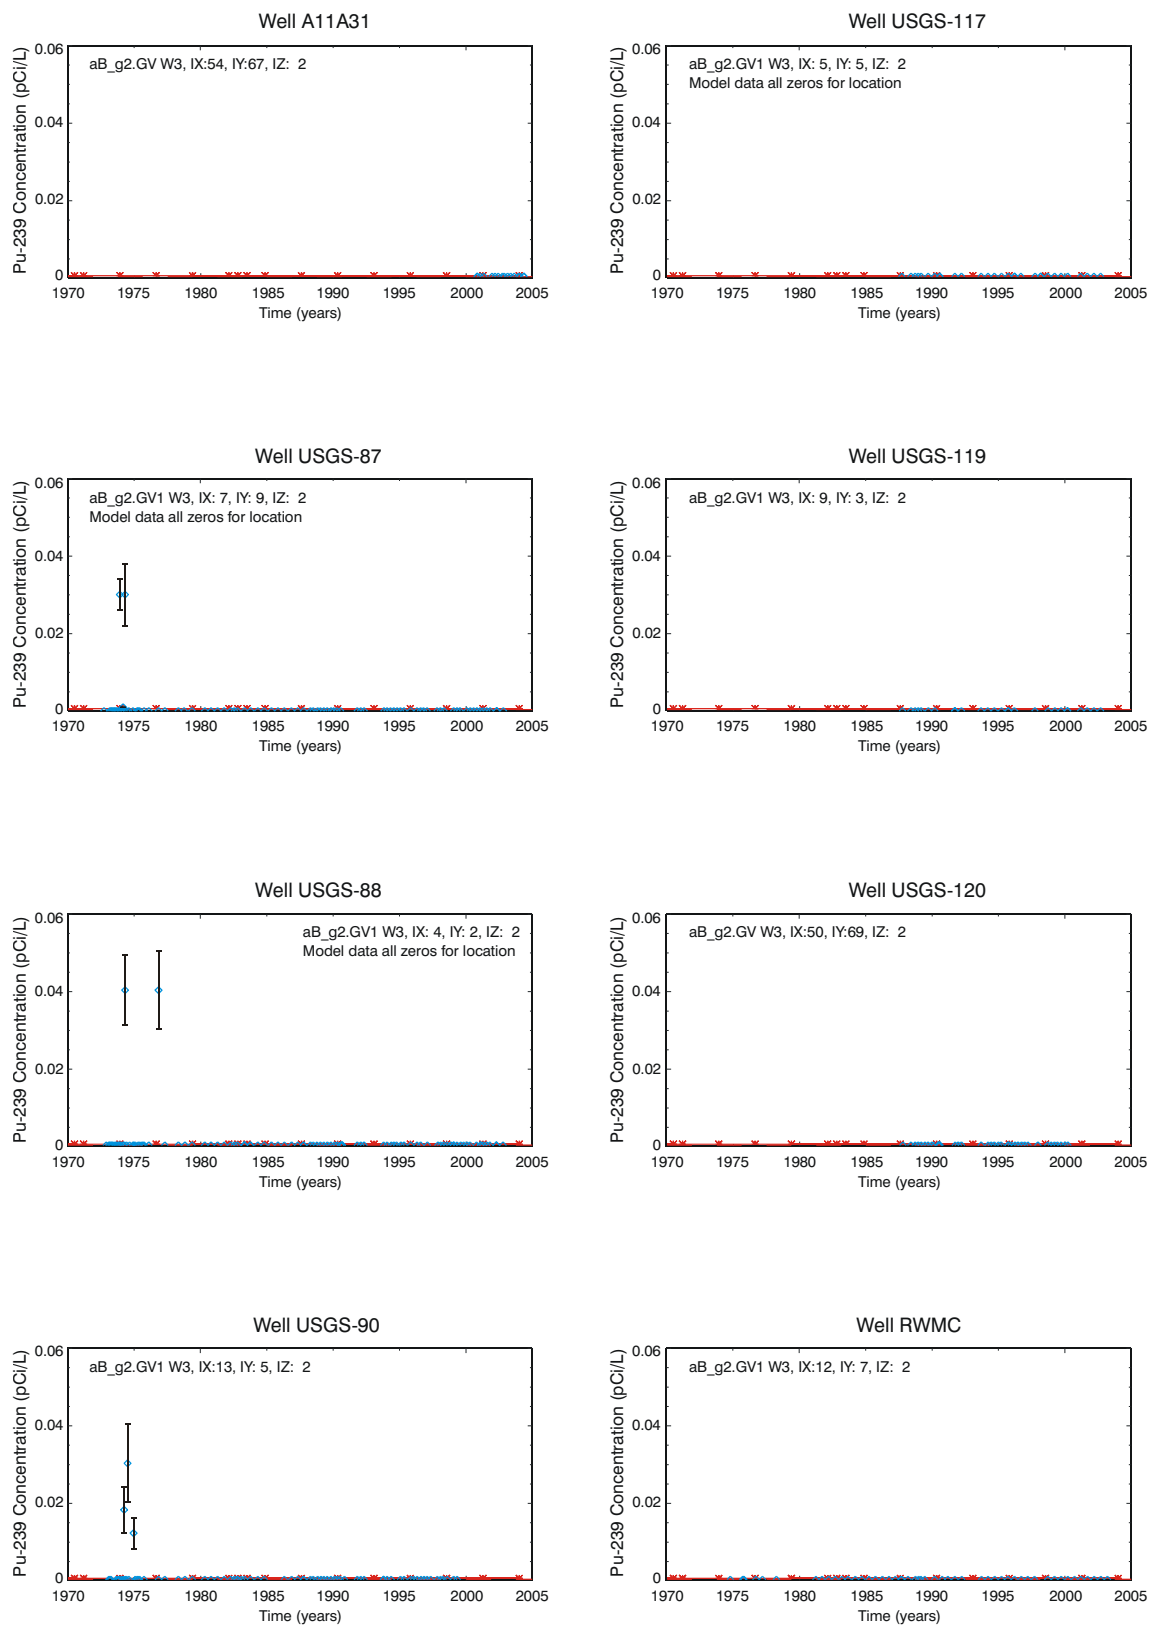 Well A11A31
Pu-239 Concentration (pCi/L)
aB_g2.GV W3, IX:54, IY:67, IZ: 2
0.06
0.04
0.02
0
1970 1975 1980 1985 1990 1995 2000 2005
Time (years)
Well USGS-117
Pu-239 Concentration (pCi/L)
aB_g2.GV1 W3, IX: 5, IY: 5, IZ: 2
Model data all zeros for location
0.06
0.04
0.02
0
1970 1975 1980 1985 1990 1995 2000 2005
Time (years)
Well USGS-87
Pu-239 Concentration (pCi/L)
aB_g2.GV1 W3, IX: 7, IY: 9, IZ: 2
Model data all zeros for location
0.06
0.04
0.02
0
1970 1975 1980 1985 1990 1995 2000 2005
Time (years)
Well USGS-119
Pu-239 Concentration (pCi/L)
aB_g2.GV1 W3, IX: 9, IY: 3, IZ: 2
0.06
0.04
0.02
0
1970 1975 1980 1985 1990 1995 2000 2005
Time (years)
Well USGS-88
Pu-239 Concentration (pCi/L)
aB_g2.GV1 W3, IX: 4, IY: 2, IZ: 2
Model data all zeros for location
0.06
0.04
0.02
0
1970 1975 1980 1985 1990 1995 2000 2005
Time (years)
Well USGS-120
Pu-239 Concentration (pCi/L)
aB_g2.GV W3, IX:50, IY:69, IZ: 2
0.06
0.04
0.02
0
1970 1975 1980 1985 1990 1995 2000 2005
Time (years)
Well USGS-90
Pu-239 Concentration (pCi/L)
aB_g2.GV1 W3, IX:13, IY: 5, IZ: 2
0.06
0.04
0.02
0
1970 1975 1980 1985 1990 1995 2000 2005
Time (years)
Well RWMC
Pu-239 Concentration (pCi/L)
aB_g2.GV1 W3, IX:12, IY: 7, IZ: 2
0.06
0.04
0.02
0
1970 1975 1980 1985 1990 1995 2000 2005
Time (years)